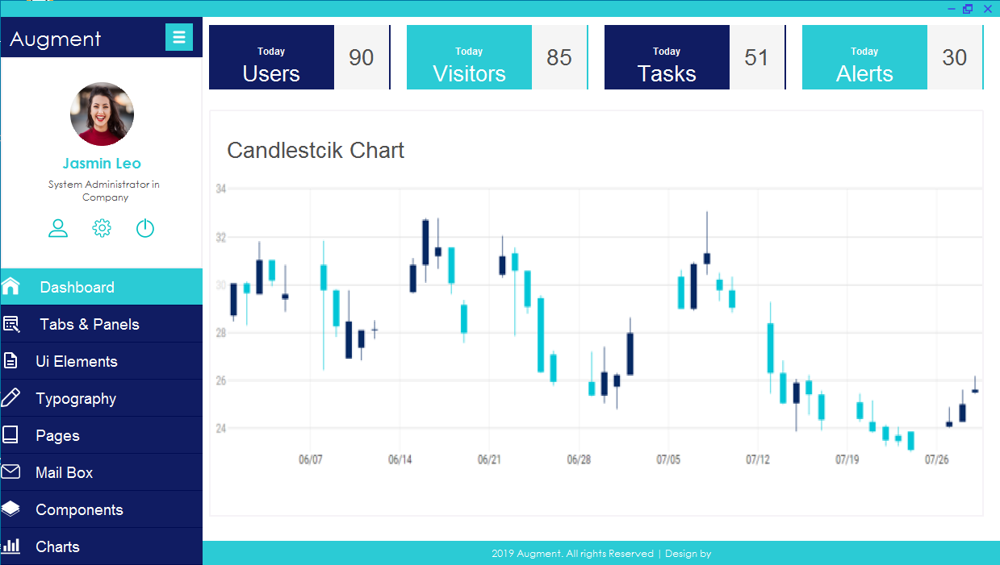 Augment
Jasmin Leo
System Administrator in
Company
Dashboard
Tabs & Panels
Ui Elements
Typography
Pages
Mail Box
Components
Charts
Today
Users
90
Today
Visitors
85
Today
Tasks
51
Today
Alerts
30
Candlestcik Chart
34
32
30
28
26
24
06/07 06/14 06/21 06/28 07/05 07/12 07/19 07/26
2019 Augment. All rights Reserved | Design by